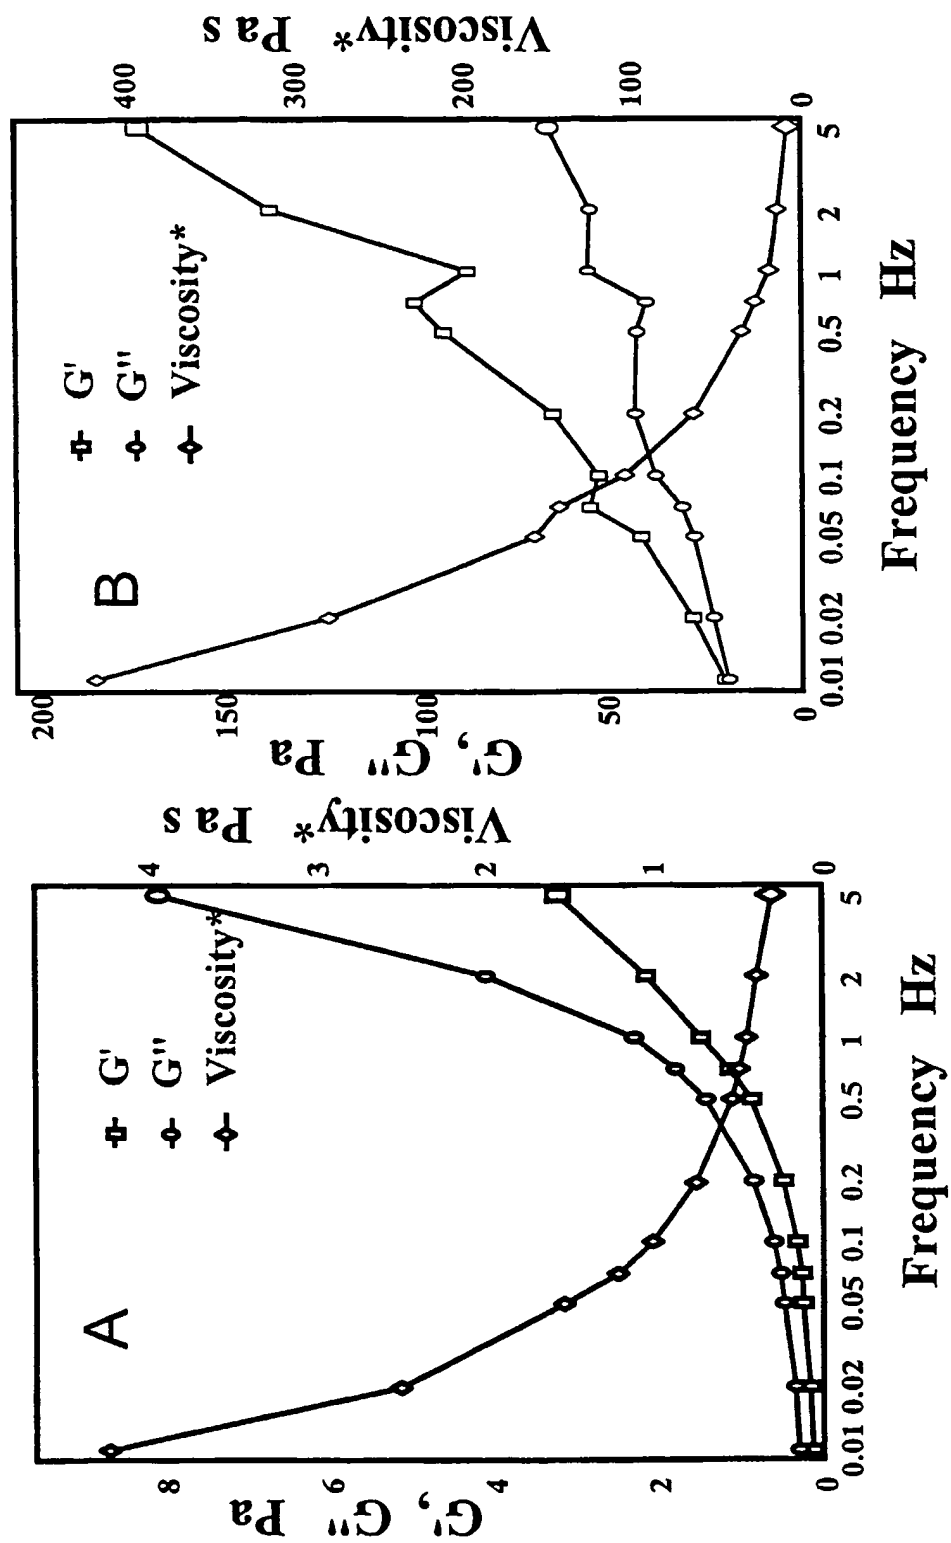 A
G'
G''
Viscosity*
G', G'' Pa
8
6
4
2
0
Viscosity* Pa s
4
3
2
1
0
0.01 0.02 0.05 0.1 0.2 0.5 1 2 5
Frequency Hz
B
G'
G''
Viscosity*
G', G'' Pa
200
150
100
50
0
Viscosity* Pa s
400
300
200
100
0
0.01 0.02 0.05 0.1 0.2 0.5 1 2 5
Frequency Hz